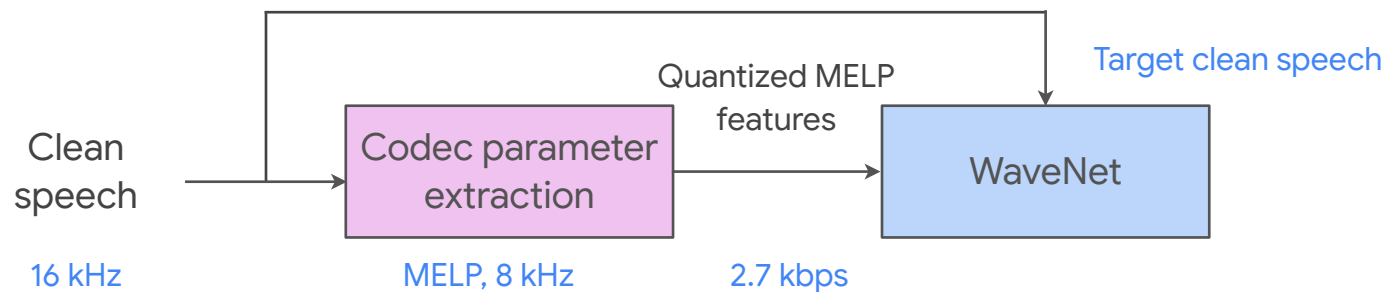 Target clean speech
Quantized MELP
features
Clean
speech
Codec parameter
extraction
WaveNet
16 kHz
MELP, 8 kHz
2.7 kbps